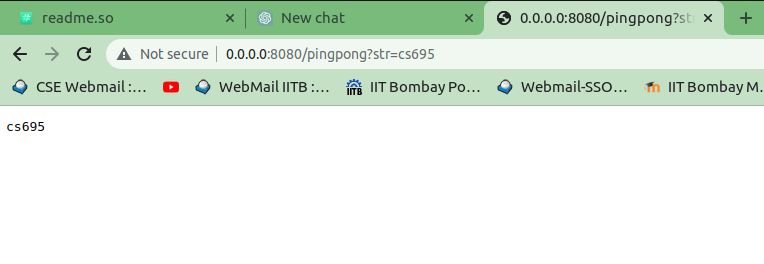 readme.so
New chat
0.0.0.0:8080/pingpong?st
Not secure
0.0.0.0:8080/pingpong?str=cs695
CSE Webmail :...
WebMail IITB :...
IITB
IIT Bombay Po...
Webmail-SSO...
IIT Bombay M.
cs695